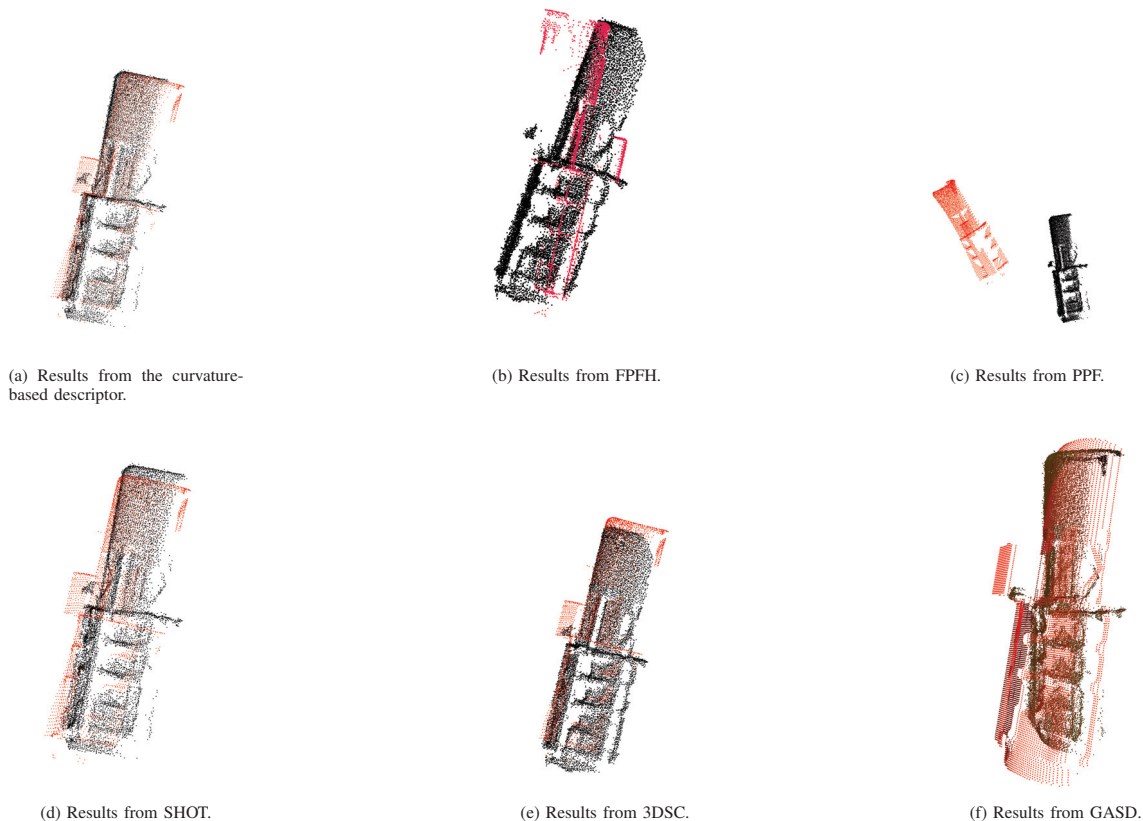 (a) Results from the curvature-
based descriptor.
(b) Results from FPFH.
(c) Results from PPF.
(d) Results from SHOT.
(e) Results from 3DSC.
(f) Results from GASD.